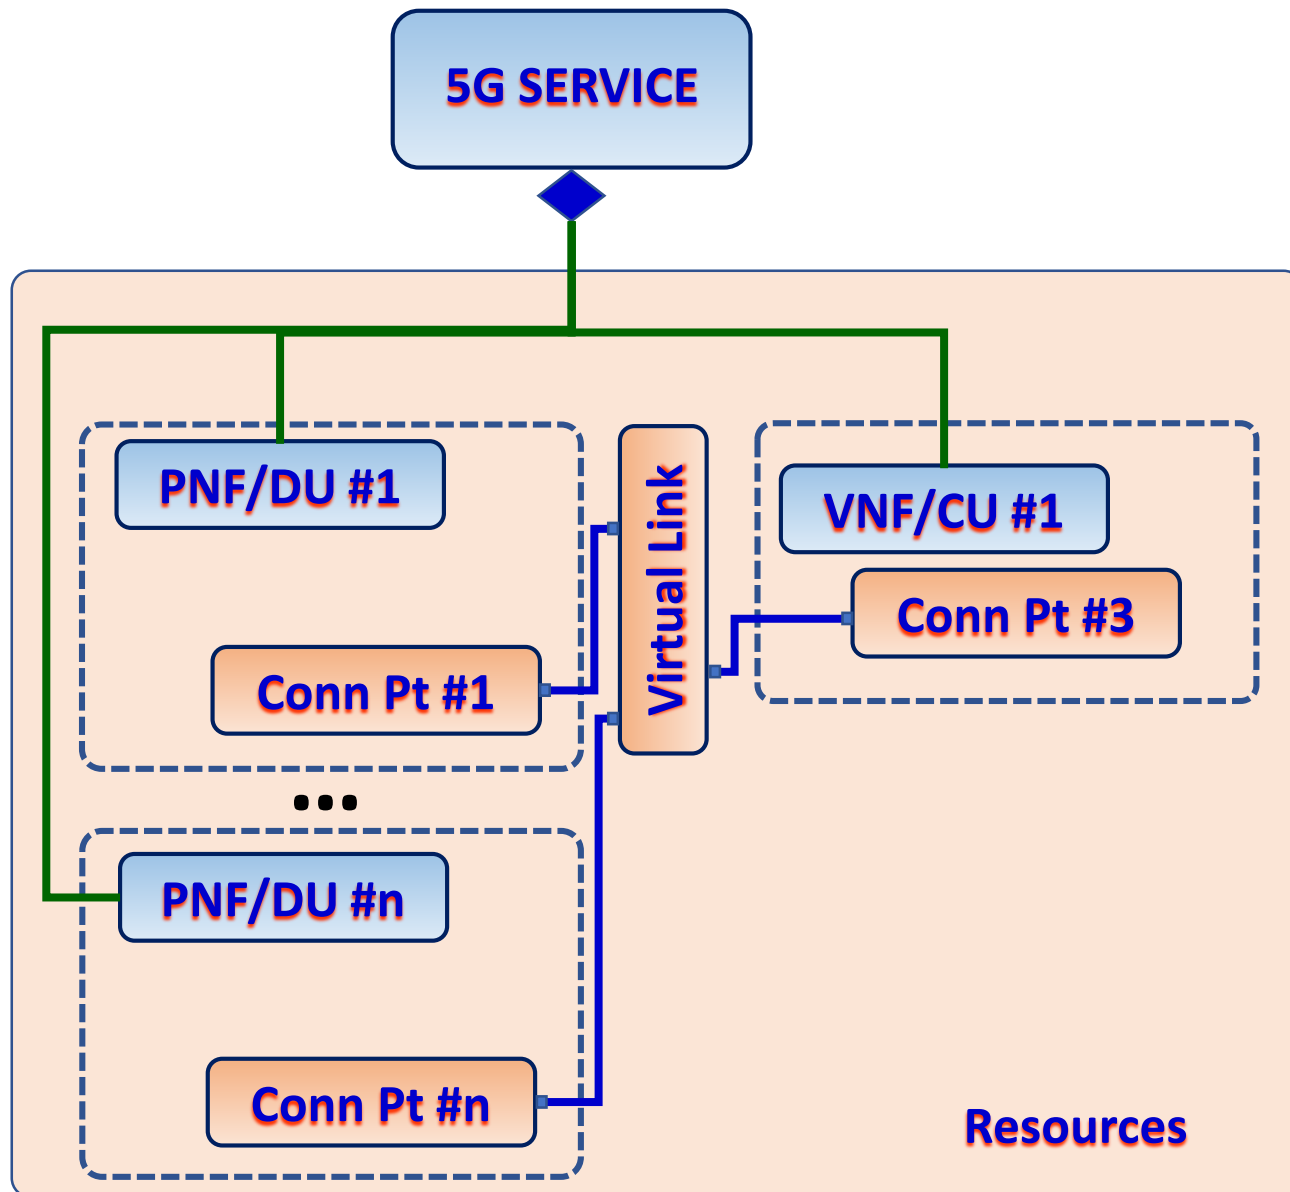 5G SERVICE
PNF/DU #1
Conn Pt #1
Virtual Link
VNF/CU #1
Conn Pt #3
...
PNF/DU #n
Conn Pt #n
Resources